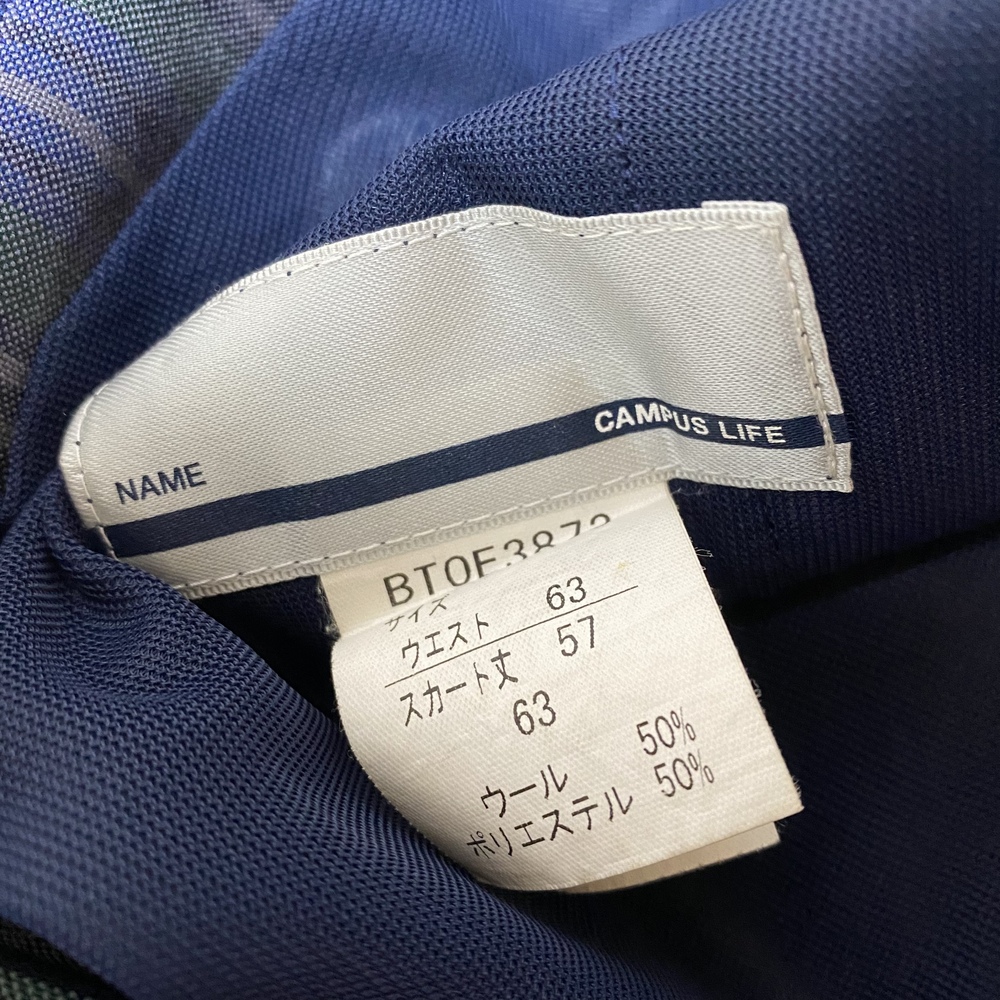 CAMPUS LIFE
NAME
BTOE3873
サイズ
ウエスト 63
スカート丈 57
63
ウール 50%
ポリエステル 50%